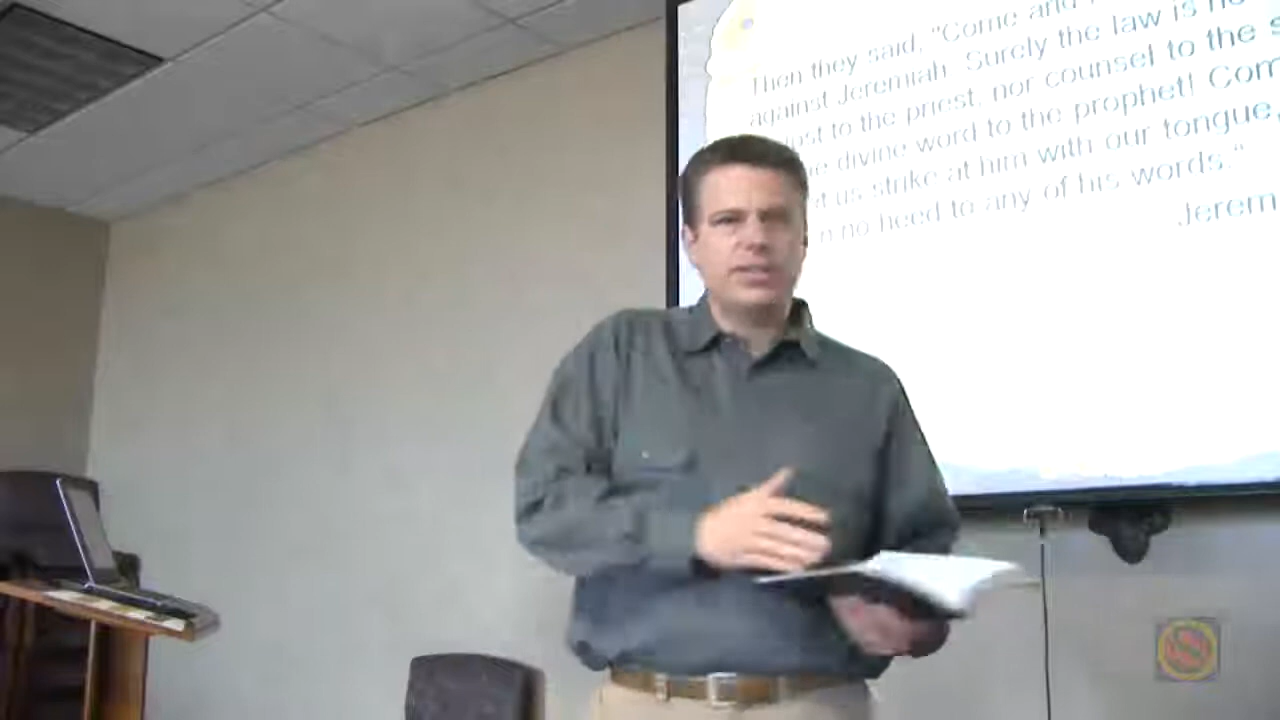 Then they said, "Come and
against Jeremiah. Surely the law is no
to the priest, nor counsel to the s
divine word to the prophet! Com
us strike at him with our tongue,
no heed to any of his words."
Jerem